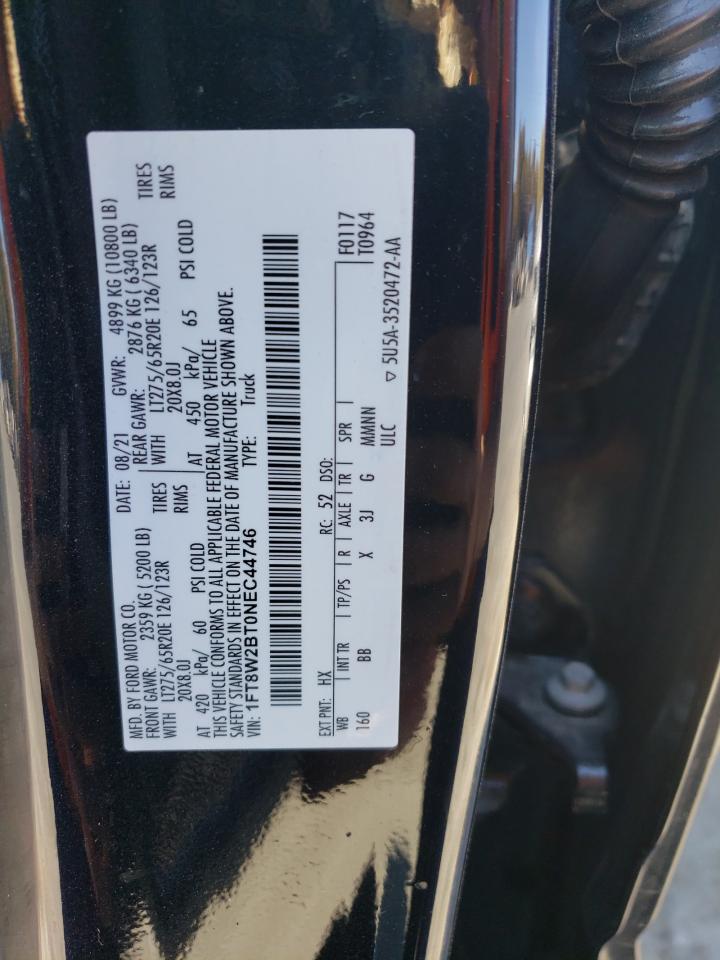 MFD. BY FORD MOTOR CO.
DATE: 08/21 GVWR: 4899 KG (10800 LB)
FRONT GAWR: 2359 KG ( 5200 LB) REAR GAWR: 2876 KG ( 6340 LB)
WITH LT275/65R20E 126/123R TIRES WITH LT275/65R20E 126/123R TIRES
20X8.0J RIMS 20X8.0J RIMS
AT 420 kPa/ 60 PSI COLD AT 450 kPa/ 65 PSI COLD
THIS VEHICLE CONFORMS TO ALL APPLICABLE FEDERAL MOTOR VEHICLE
SAFETY STANDARDS IN EFFECT ON THE DATE OF MANUFACTURE SHOWN ABOVE.
VIN: 1FT8W2BT0NEC44746 TYPE: Truck
EXT PNT: HX RC: 52 DSO: F0117
WB INT TR TP/PS R AXLE TR SPR T0964
160 BB X 3J G MMNN
ULC ▽ 5U5A-3520472-AA